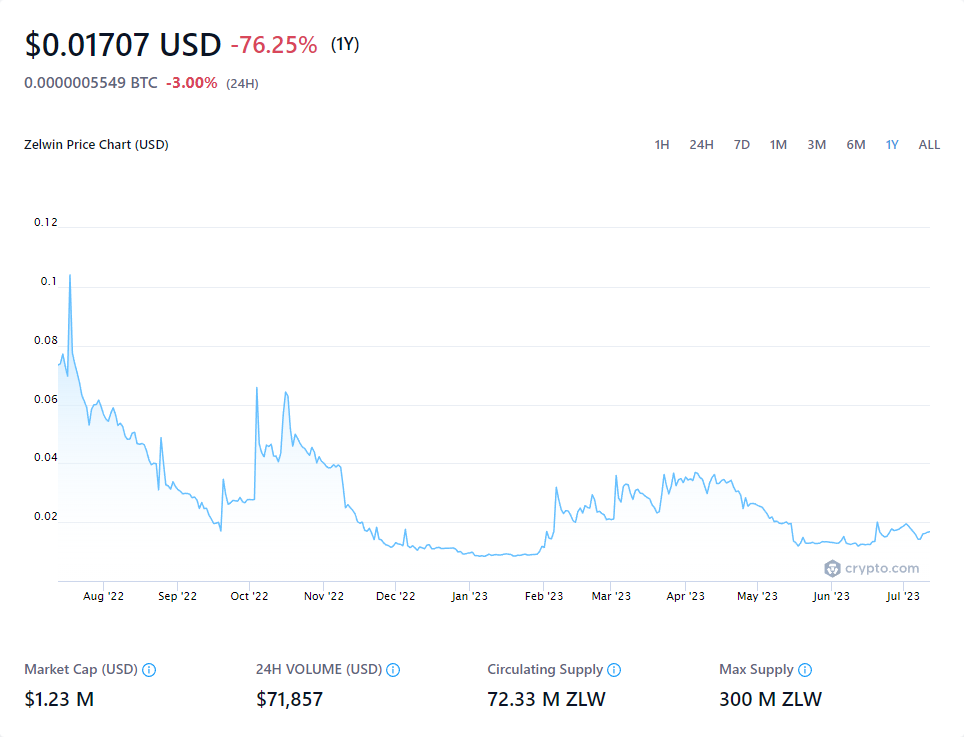 $0.01707 USD -76.25% (1Y)
0.0000005549 BTC -3.00% (24H)
Zelwin Price Chart (USD) 1H 24H 7D 1M 3M 6M 1Y ALL
0.12
0.1
0.08
0.06
0.04
0.02
crypto.com
Aug '22 Sep '22 Oct '22 Nov '22 Dec '22 Jan '23 Feb '23 Mar '23 Apr '23 May '23 Jun '23 Jul '23
Market Cap (USD) 24H VOLUME (USD) Circulating Supply Max Supply
$1.23 M $71,857 72.33 M ZLW 300 M ZLW